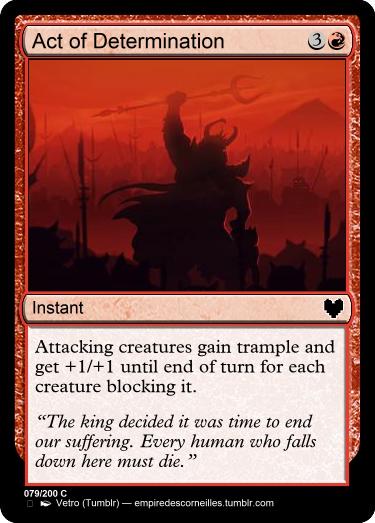 Act of Determination 3
Instant
Attacking creatures gain trample and
get +1/+1 until end of turn for each
creature blocking it.
“The king decided it was time to end
our suffering. Every human who falls
down here must die.”
079/200 C
Vetro (Tumblr) — empiredescorneilles.tumblr.com